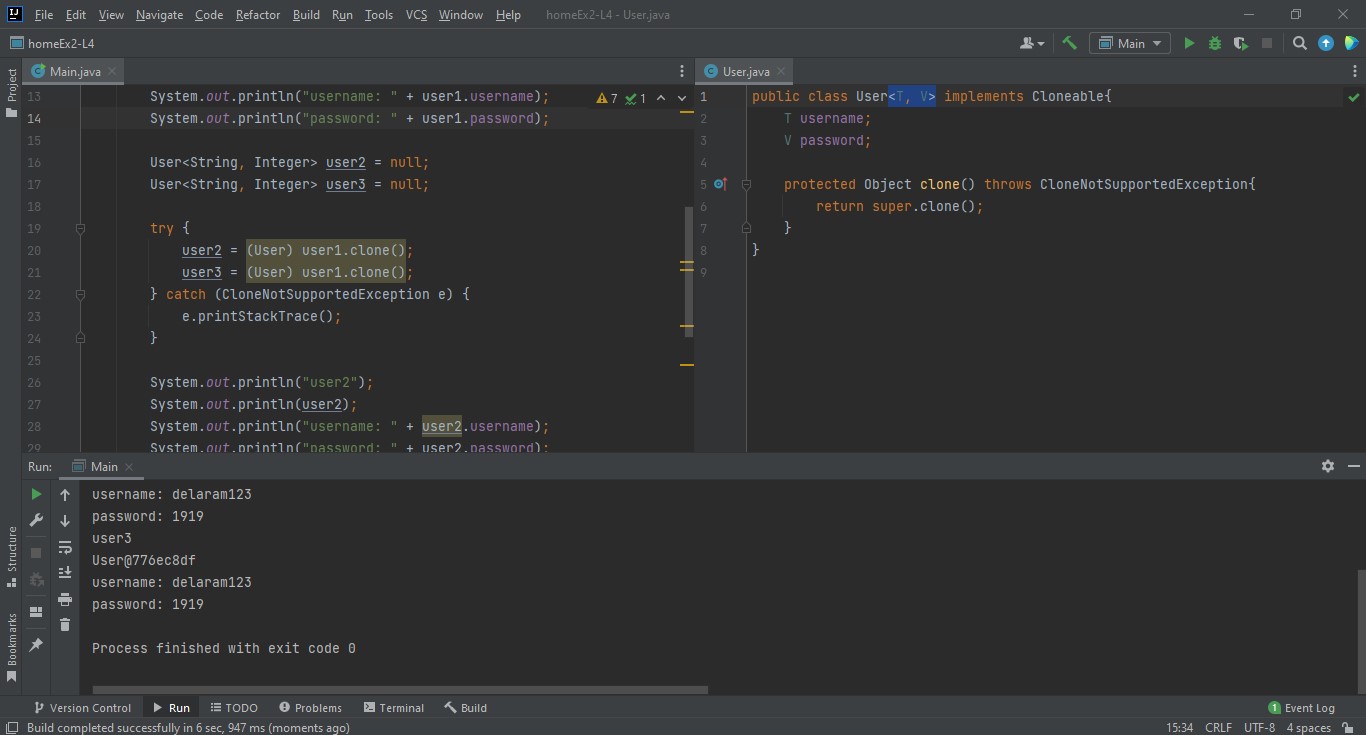 File Edit View Navigate Code Refactor Build Run Tools VCS Window Help homeEx2-L4 - User.java
homeEx2-L4
Main
Project
Main.java
13 System.out.println("username: " + user1.username);
7 1
14 System.out.println("password: " + user1.password);
15
16 User<String, Integer> user2 = null;
17 User<String, Integer> user3 = null;
18
19 try {
20 user2 = (User) user1.clone();
21 user3 = (User) user1.clone();
22 } catch (CloneNotSupportedException e) {
23 e.printStackTrace();
24 }
25
26 System.out.println("user2");
27 System.out.println(user2);
28 System.out.println("username: " + user2.username);
29 System.out.println("password: " + user2.password);
User.java
1 public class User<T, V> implements Cloneable{
2 T username;
3 V password;
4
5 protected Object clone() throws CloneNotSupportedException{
6 return super.clone();
7 }
8 }
9
Run: Main
username: delaram123
password: 1919
user3
User@776ec8df
username: delaram123
password: 1919
Process finished with exit code 0
Structure
Bookmarks
Version Control Run TODO Problems Terminal Build 1 Event Log
Build completed successfully in 6 sec, 947 ms (moments ago) 15:34 CRLF UTF-8 4 spaces